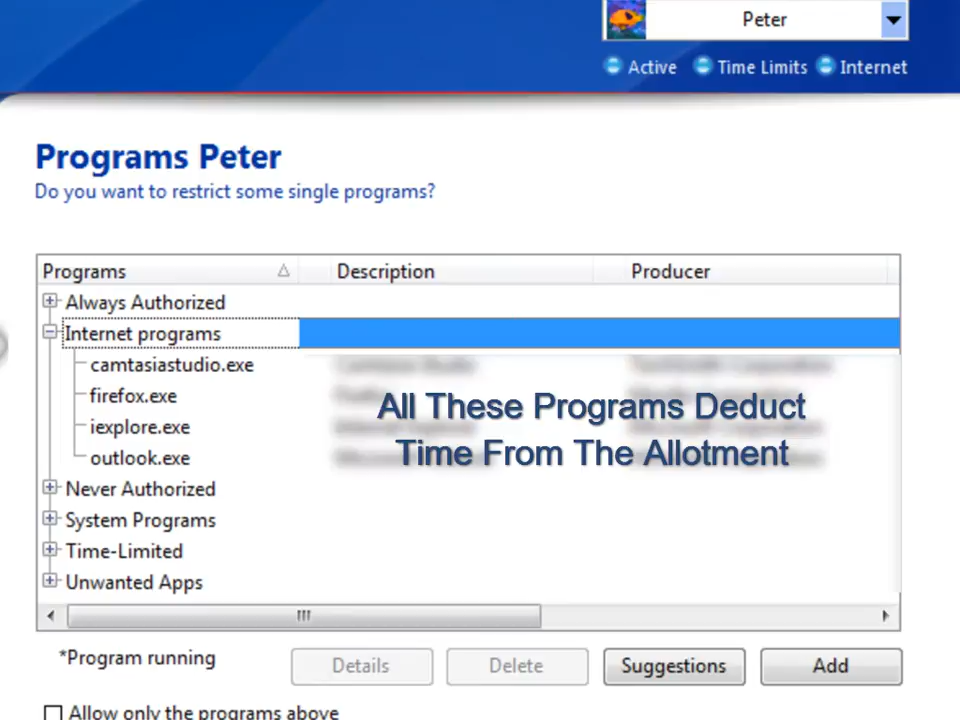 Peter
Active Time Limits Internet
Programs Peter
Do you want to restrict some single programs?
Programs Description Producer
Always Authorized
Internet programs
camtasiastudio.exe
firefox.exe
iexplore.exe
outlook.exe
All These Programs Deduct
Time From The Allotment
Never Authorized
System Programs
Time-Limited
Unwanted Apps
*Program running
Details Delete Suggestions Add
Allow only the programs above